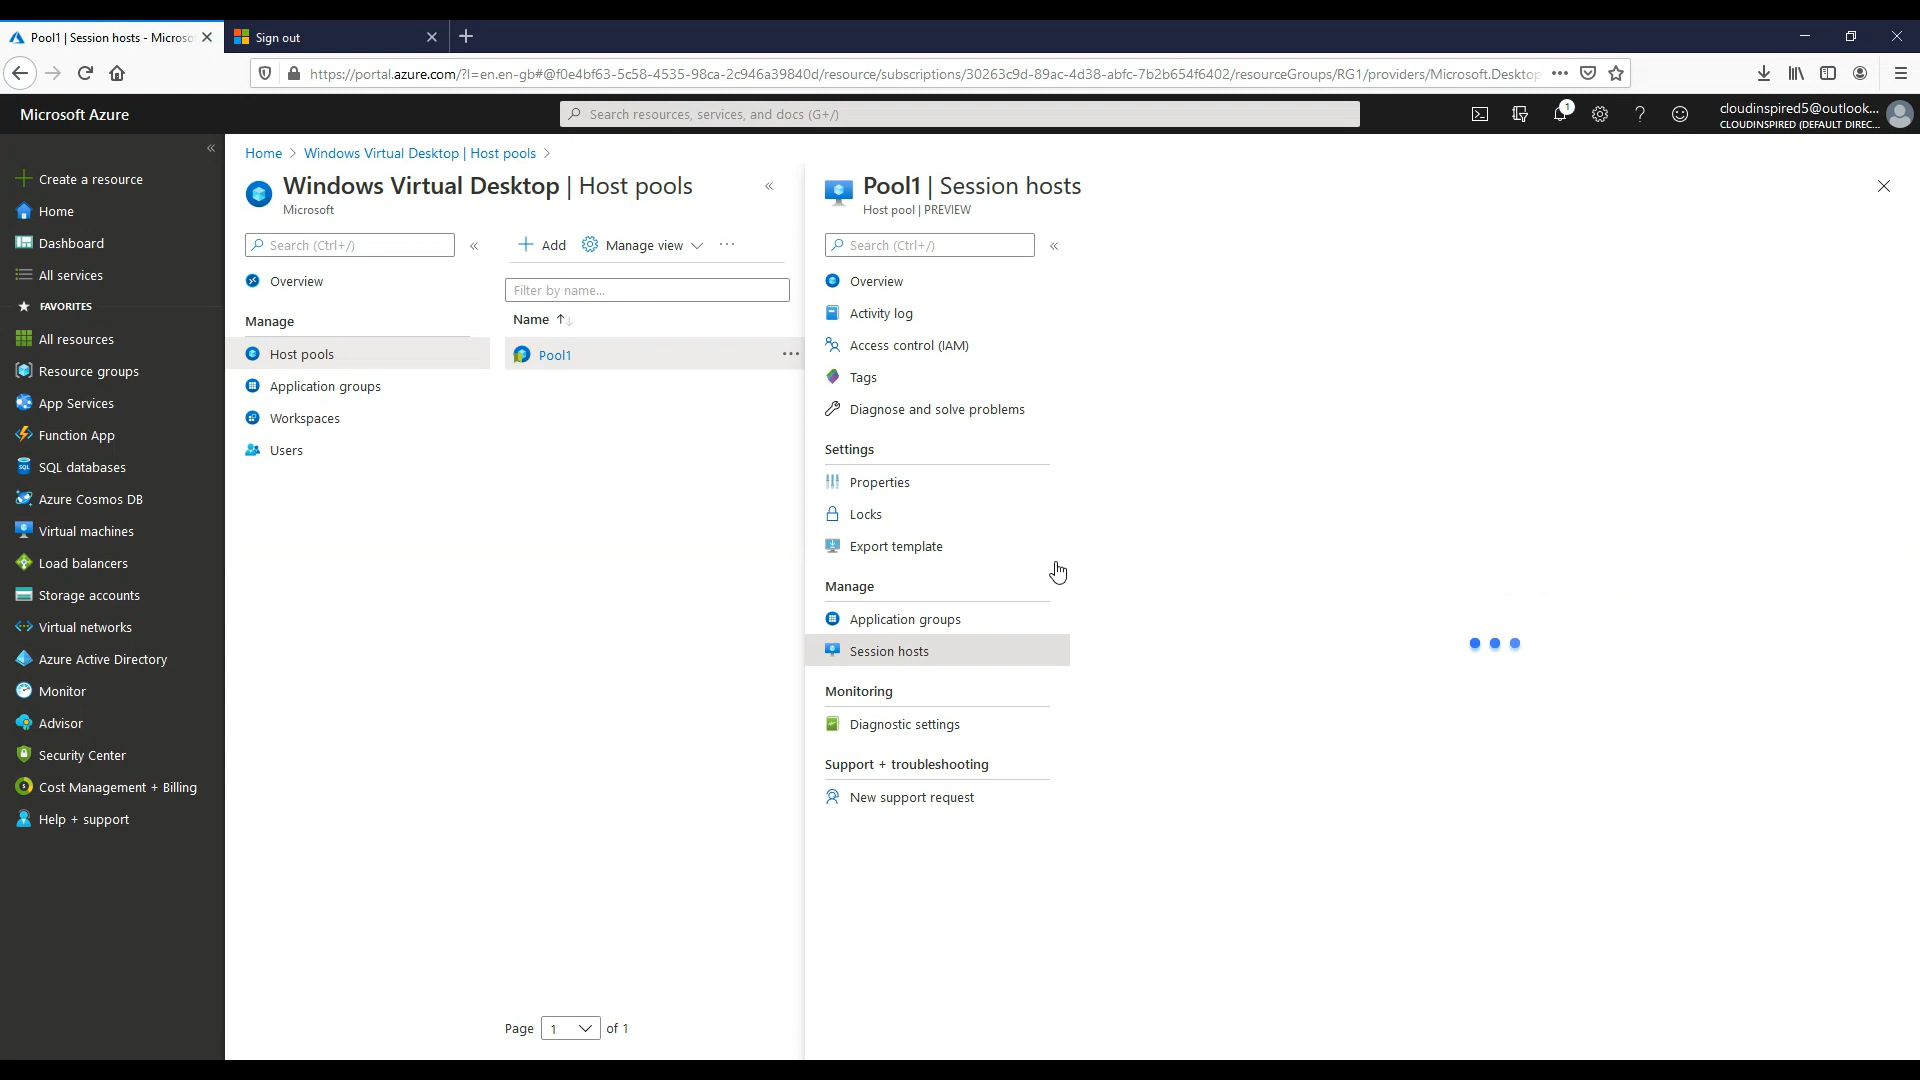 Pool1 | Session hosts - Microso
Sign out
https://portal.azure.com/?l=en.en-gb#@f0e4bf63-5c58-4535-98ca-2c946a39840d/resource/subscriptions/30263c9d-89ac-4d38-abfc-7b2b654f6402/resourceGroups/RG1/providers/Microsoft.Desktop
Microsoft Azure
Search resources, services, and docs (G+/)
1
cloudinspired5@outlook...
CLOUDINSPIRED (DEFAULT DIREC...
Create a resource
Home
Dashboard
All services
FAVORITES
All resources
Resource groups
App Services
Function App
SQL databases
Azure Cosmos DB
Virtual machines
Load balancers
Storage accounts
Virtual networks
Azure Active Directory
Monitor
Advisor
Security Center
Cost Management + Billing
Help + support
Home > Windows Virtual Desktop | Host pools >
Windows Virtual Desktop | Host pools
Microsoft
Search (Ctrl+/)
Overview
Manage
Host pools
Application groups
Workspaces
Users
Add
Manage view
Filter by name...
Name
Pool1
Page 1 of 1
Pool1 | Session hosts
Host pool | PREVIEW
Search (Ctrl+/)
Overview
Activity log
Access control (IAM)
Tags
Diagnose and solve problems
Settings
Properties
Locks
Export template
Manage
Application groups
Session hosts
Monitoring
Diagnostic settings
Support + troubleshooting
New support request